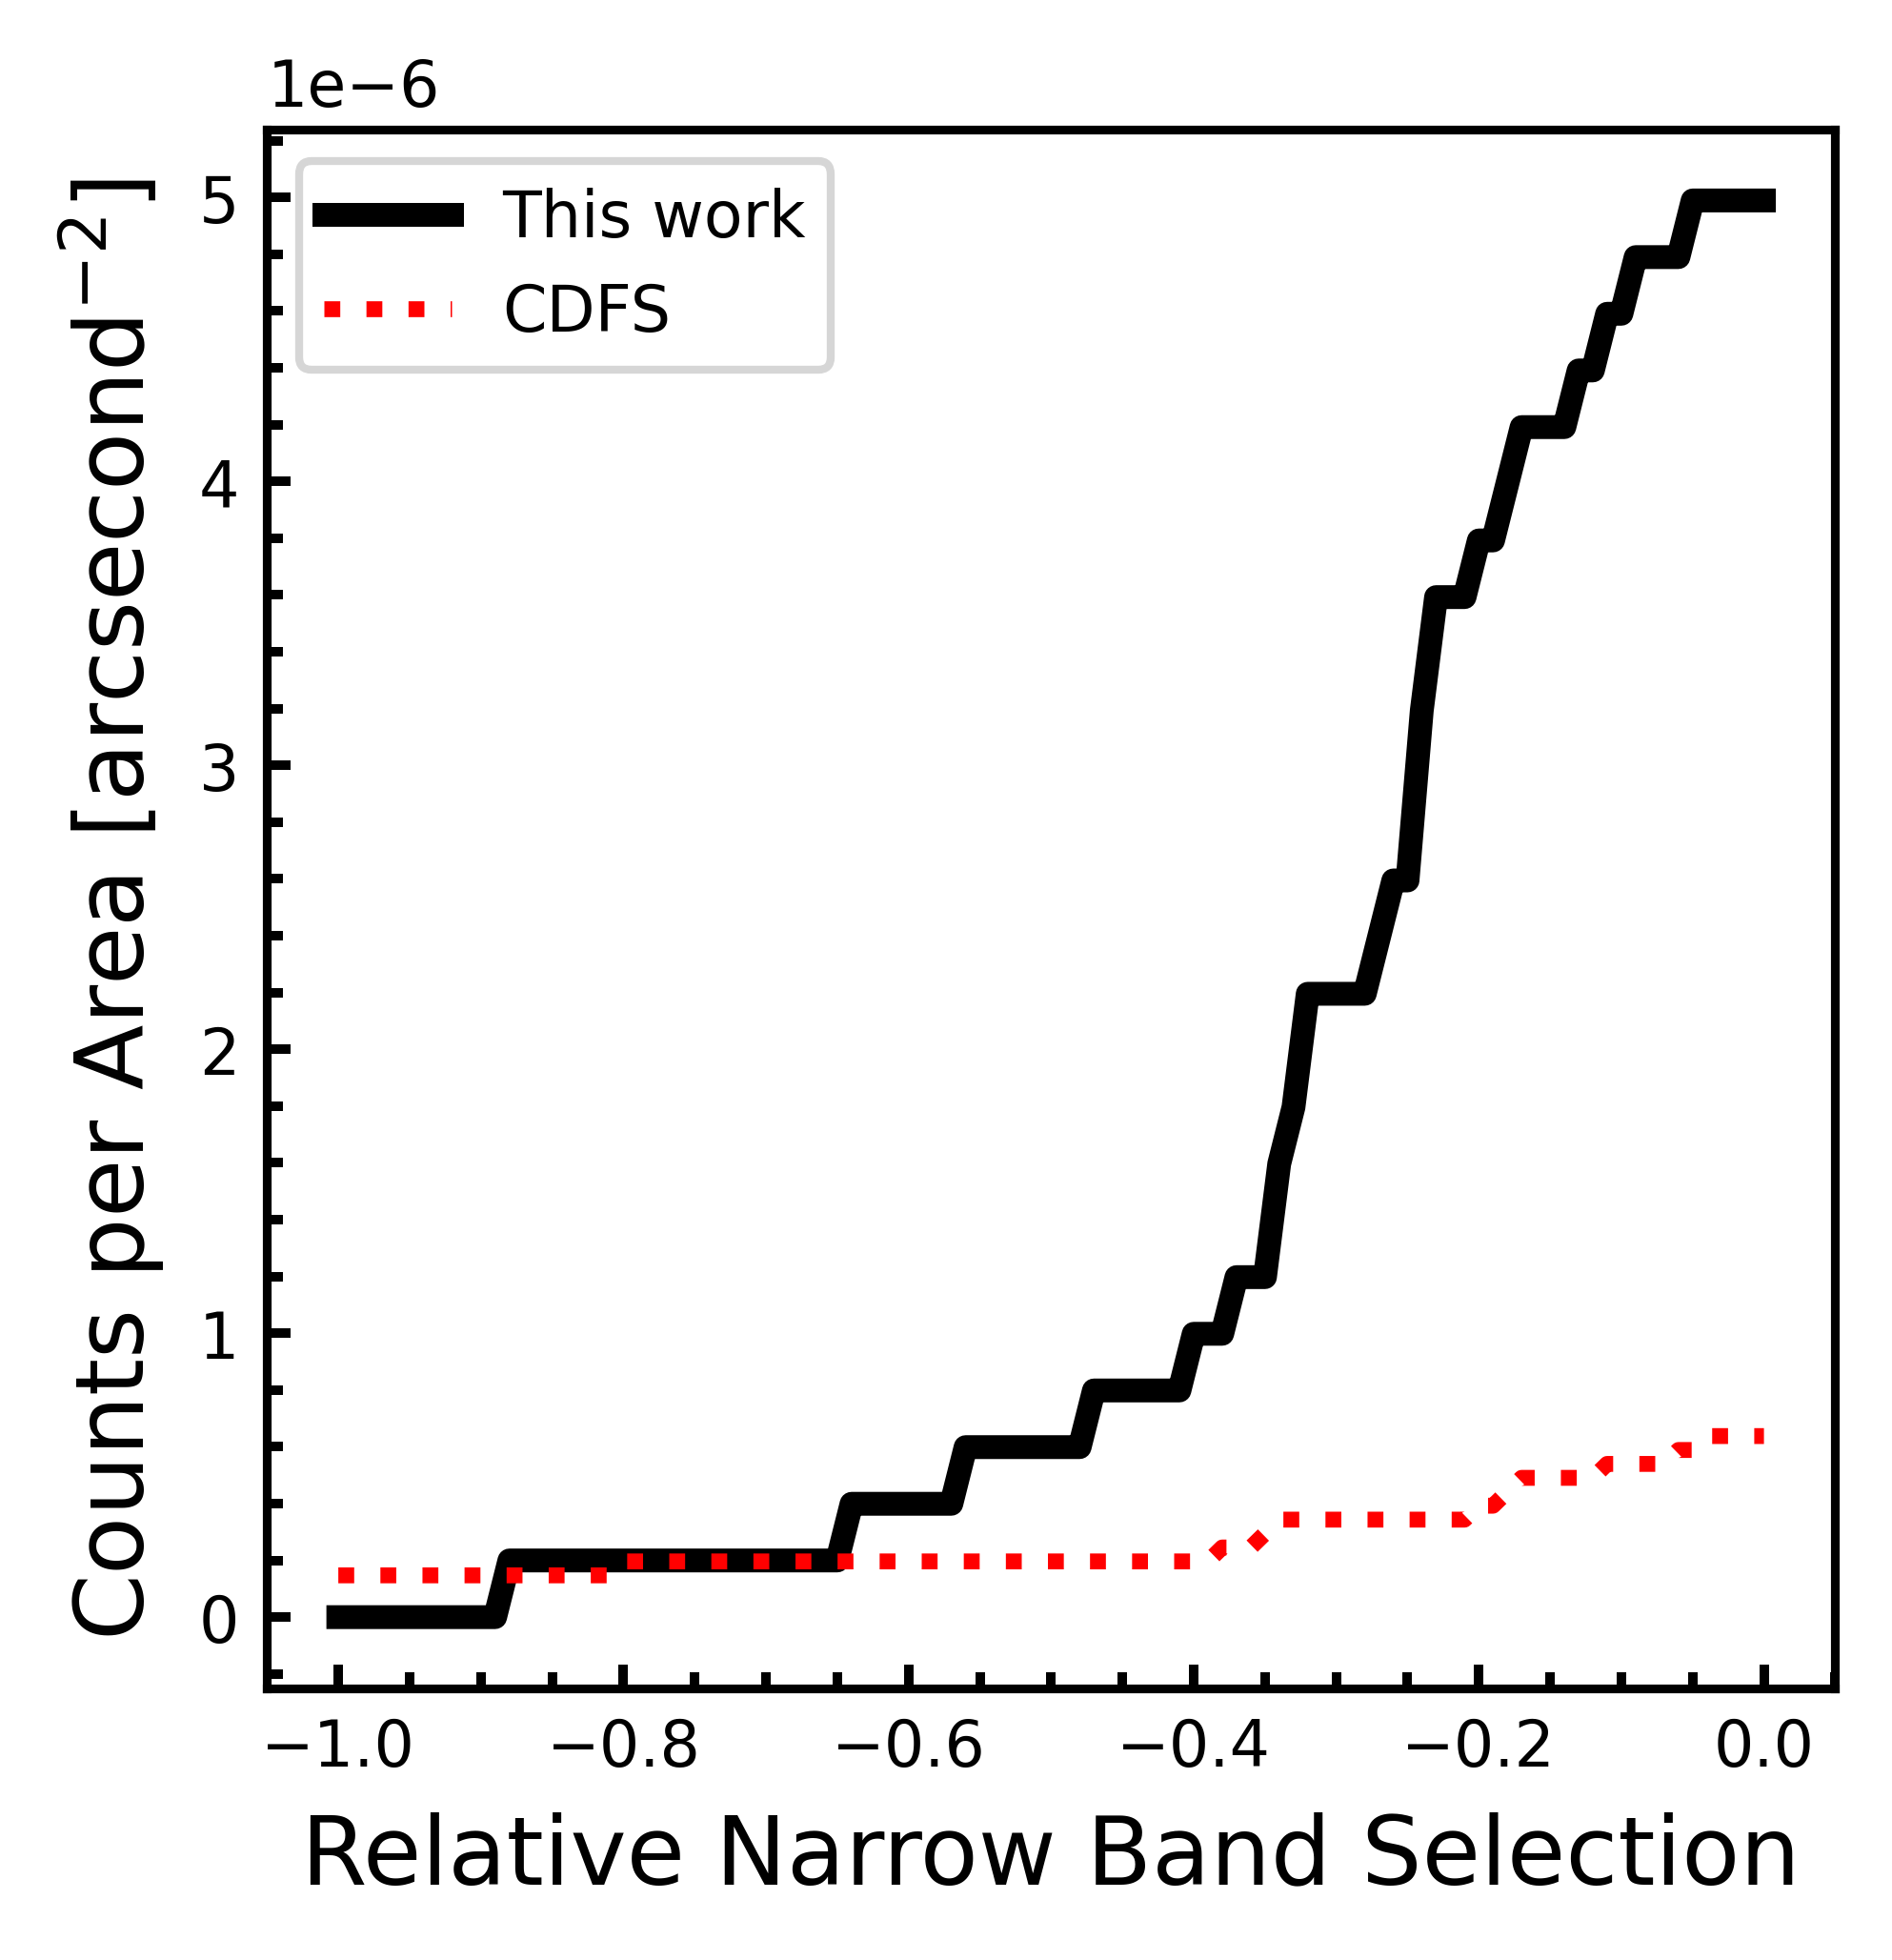 1e−6
This work
CDFS
Counts per Area [arcsecond⁻²]
5
4
3
2
1
0
−1.0 −0.8 −0.6 −0.4 −0.2 0.0
Relative Narrow Band Selection